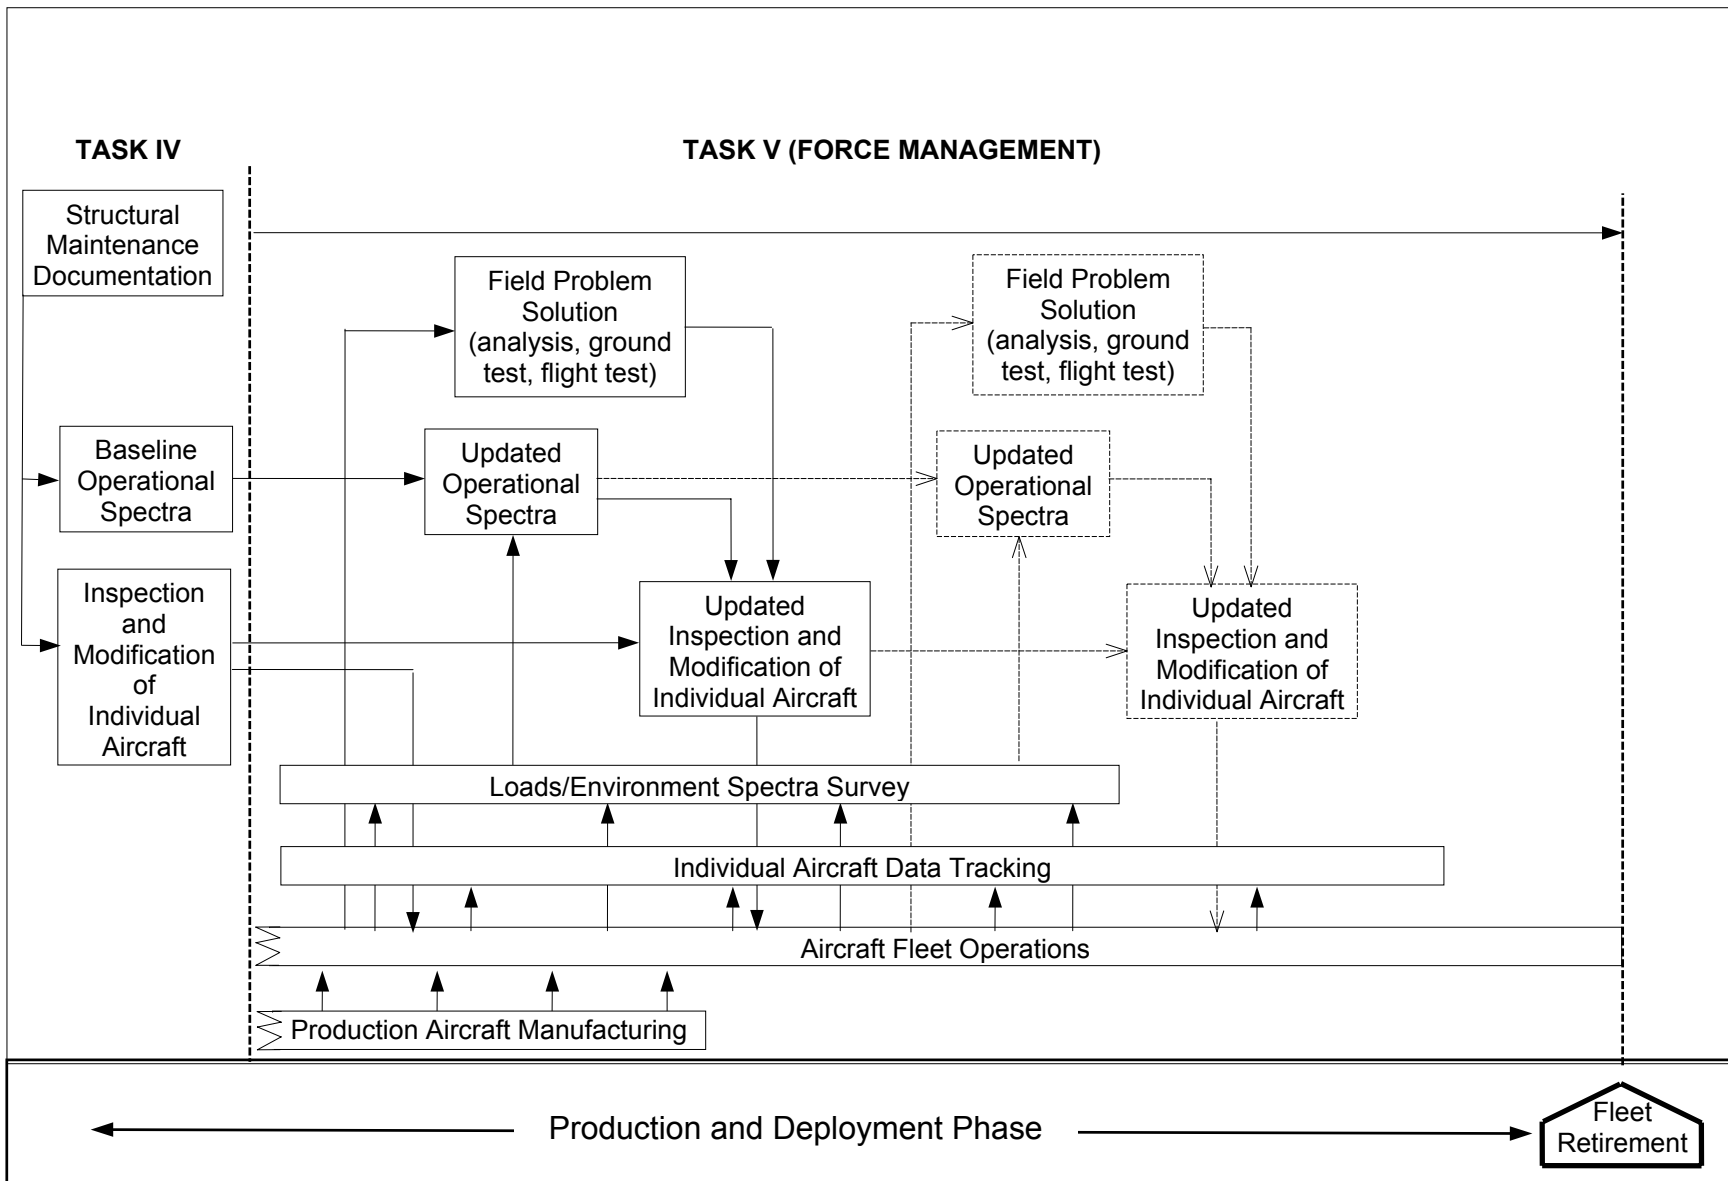 TASK IV
TASK V (FORCE MANAGEMENT)
Structural
Maintenance
Documentation
Field Problem
Solution
(analysis, ground
test, flight test)
Field Problem
Solution
(analysis, ground
test, flight test)
Baseline
Operational
Spectra
Updated
Operational
Spectra
Updated
Operational
Spectra
Inspection
and
Modification
of
Individual
Aircraft
Updated
Inspection and
Modification of
Individual Aircraft
Updated
Inspection and
Modification of
Individual Aircraft
Loads/Environment Spectra Survey
Individual Aircraft Data Tracking
Aircraft Fleet Operations
Production Aircraft Manufacturing
Production and Deployment Phase
Fleet
Retirement